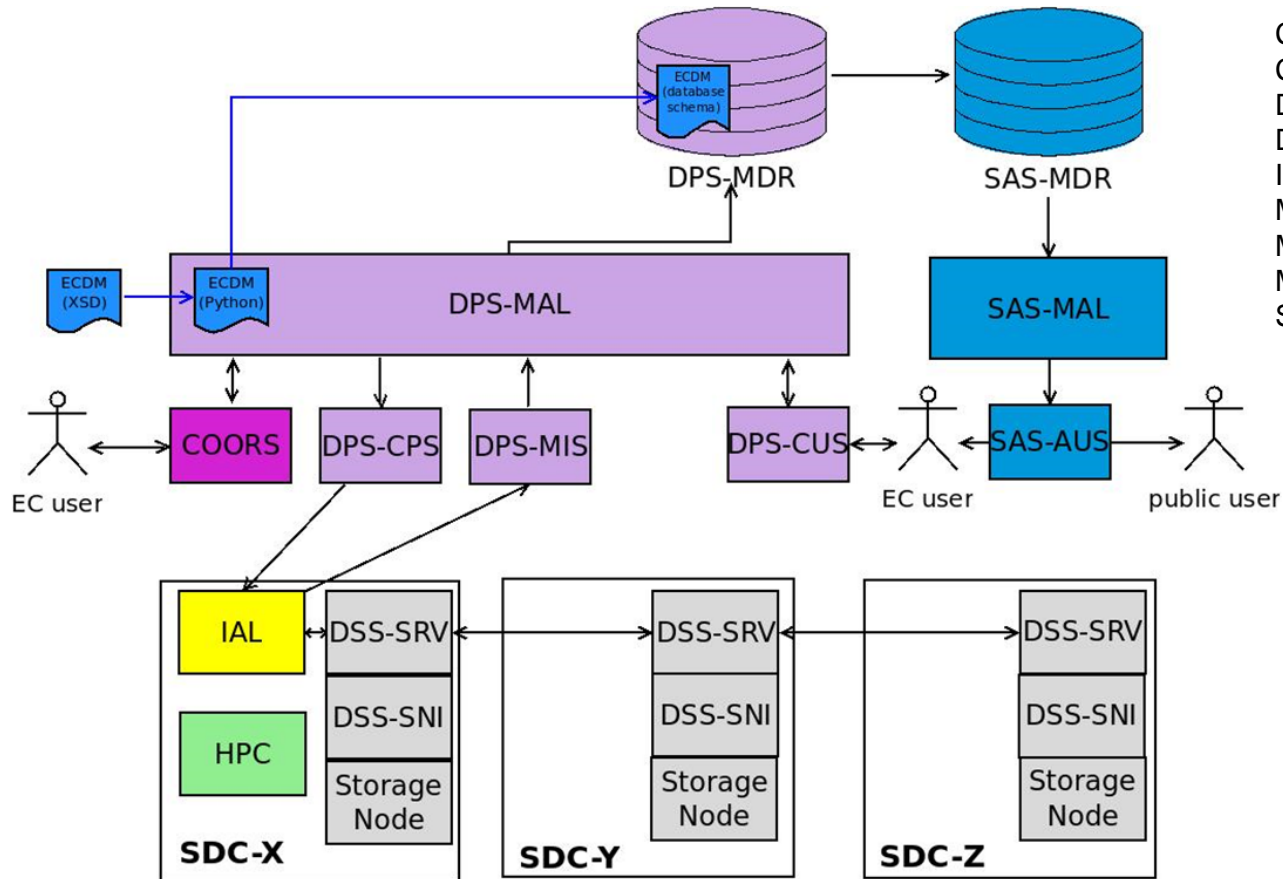 ECDM
(database
schema)
DPS-MDR
SAS-MDR
ECDM
(XSD)
ECDM
(Python)
DPS-MAL
SAS-MAL
COORS
DPS-CPS
DPS-MIS
DPS-CUS
SAS-AUS
EC user
EC user
public user
IAL
DSS-SRV
DSS-SRV
DSS-SRV
HPC
DSS-SNI
DSS-SNI
DSS-SNI
Storage
Node
Storage
Node
Storage
Node
SDC-X
SDC-Y
SDC-Z